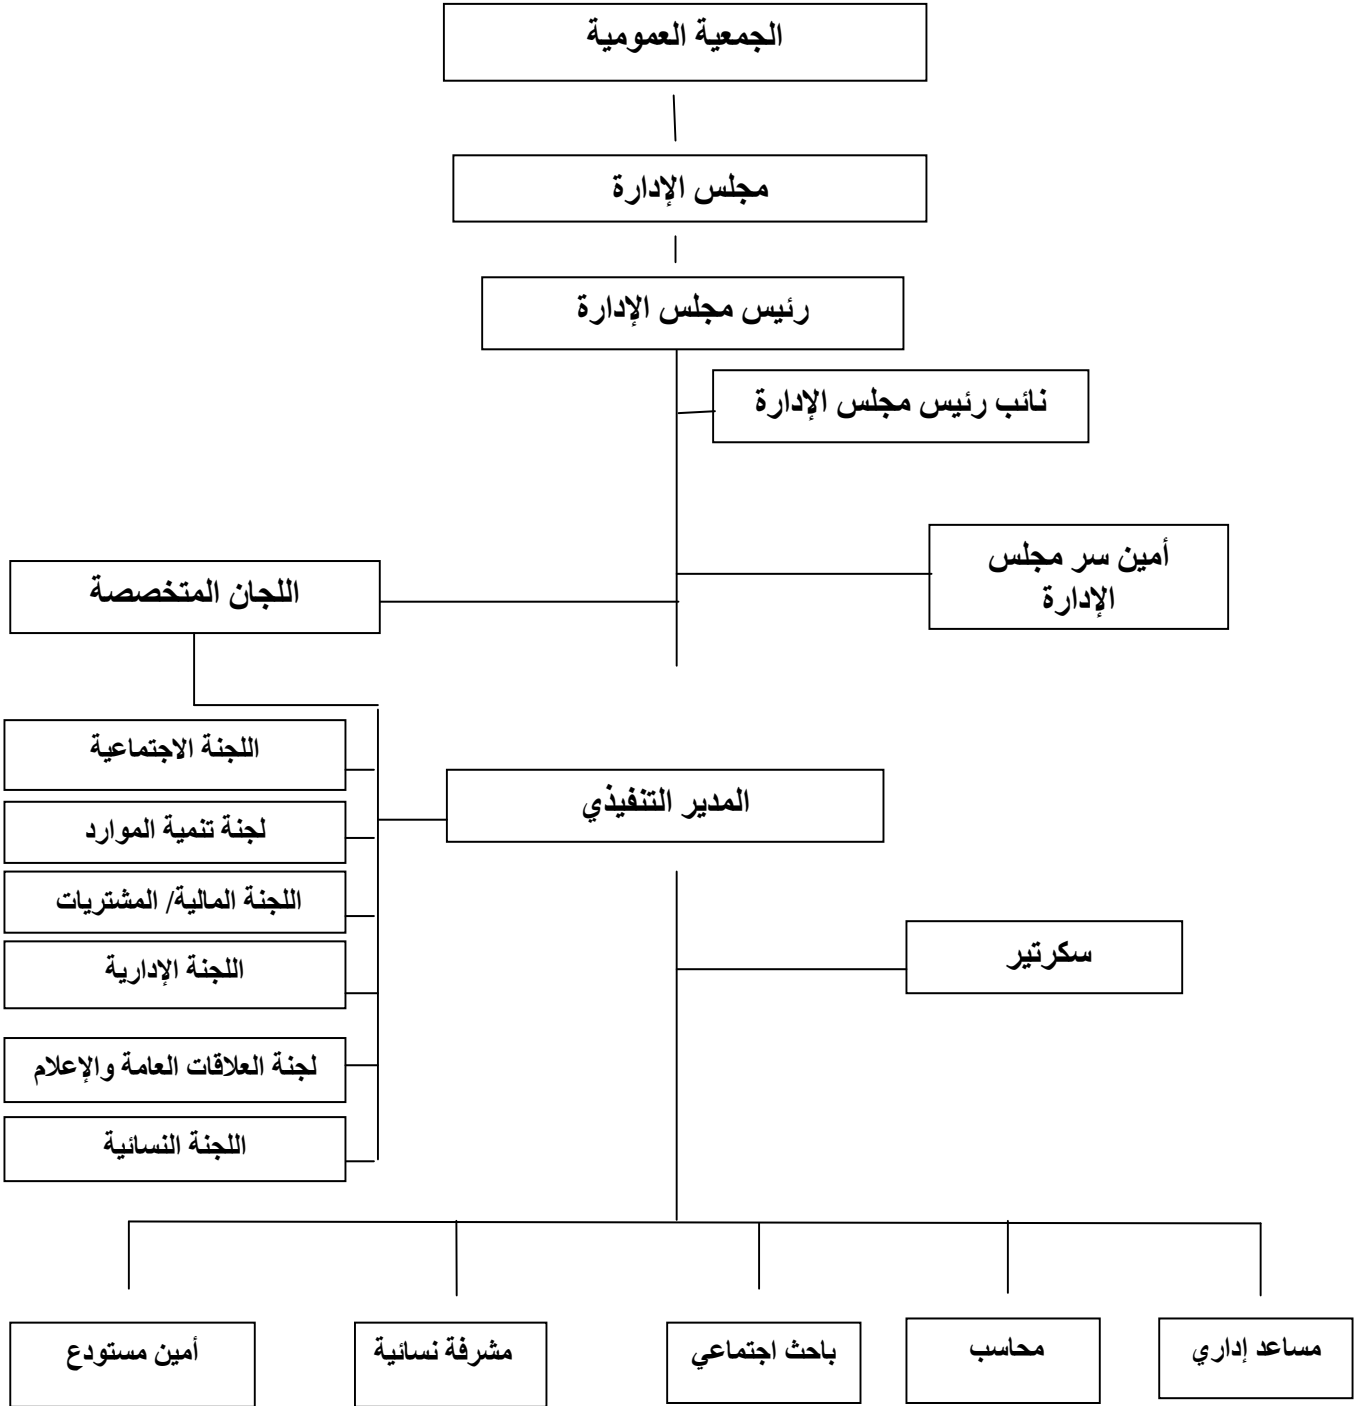 الجمعية العمومية
مجلس الإدارة
رئيس مجلس الإدارة
نائب رئيس مجلس الإدارة
أمين سر مجلس
الإدارة
اللجان المتخصصة
اللجنة الاجتماعية
لجنة تنمية الموارد
اللجنة المالية/ المشتريات
اللجنة الإدارية
لجنة العلاقات العامة والإعلام
اللجنة النسائية
المدير التنفيذي
سكرتير
مساعد إداري
محاسب
باحث اجتماعي
مشرفة نسائية
أمين مستودع